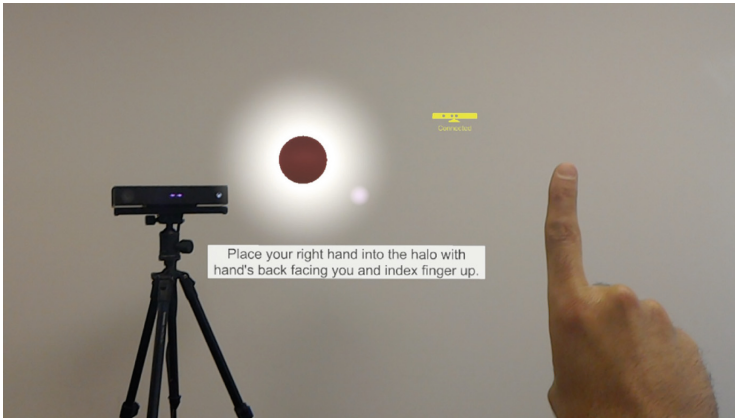 Connected
Place your right hand into the halo with
hand's back facing you and index finger up.